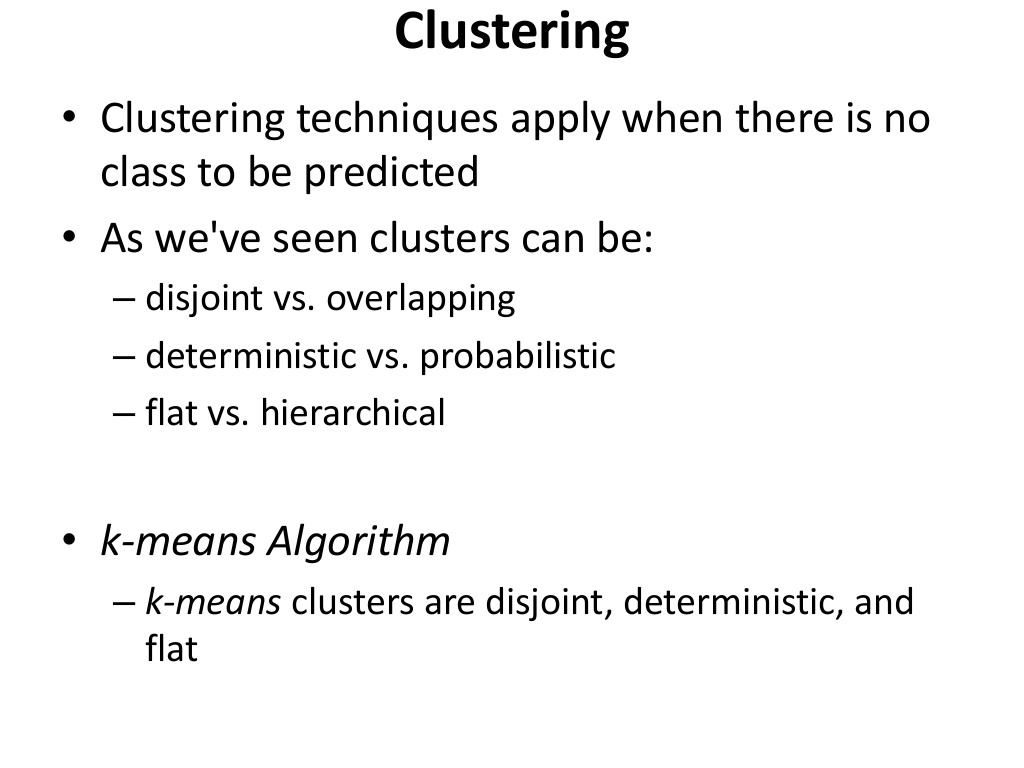 Clustering
• Clustering techniques apply when there is no
class to be predicted
• As we've seen clusters can be:
– disjoint vs. overlapping
– deterministic vs. probabilistic
– flat vs. hierarchical
• k-means Algorithm
– k-means clusters are disjoint, deterministic, and
flat